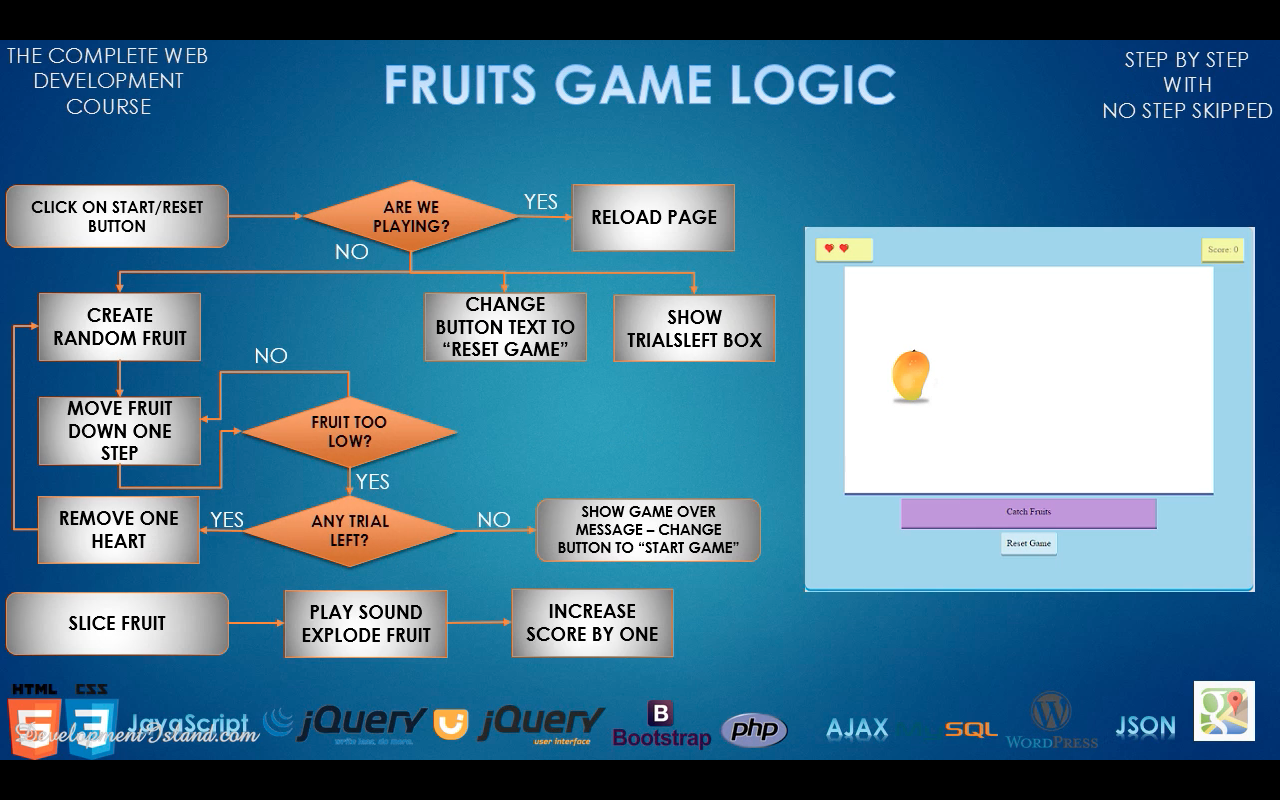 THE COMPLETE WEB
DEVELOPMENT
COURSE
FRUITS GAME LOGIC
STEP BY STEP
WITH
NO STEP SKIPPED
CLICK ON START/RESET
BUTTON
ARE WE
PLAYING?
YES
RELOAD PAGE
NO
CREATE
RANDOM FRUIT
CHANGE
BUTTON TEXT TO
“RESET GAME”
SHOW
TRIALSLEFT BOX
NO
MOVE FRUIT
DOWN ONE
STEP
FRUIT TOO
LOW?
YES
REMOVE ONE
HEART
YES
ANY TRIAL
LEFT?
NO
SHOW GAME OVER
MESSAGE – CHANGE
BUTTON TO “START GAME”
SLICE FRUIT
PLAY SOUND
EXPLODE FRUIT
INCREASE
SCORE BY ONE
Score: 0
Catch Fruits
Reset Game
HTML
5
CSS
3
JavaScript
DevelopmentIsland.com
jQuery
write less, do more.
jQuery
user interface
B
Bootstrap
php
AJAX
SQL
W
WORDPRESS
JSON
g